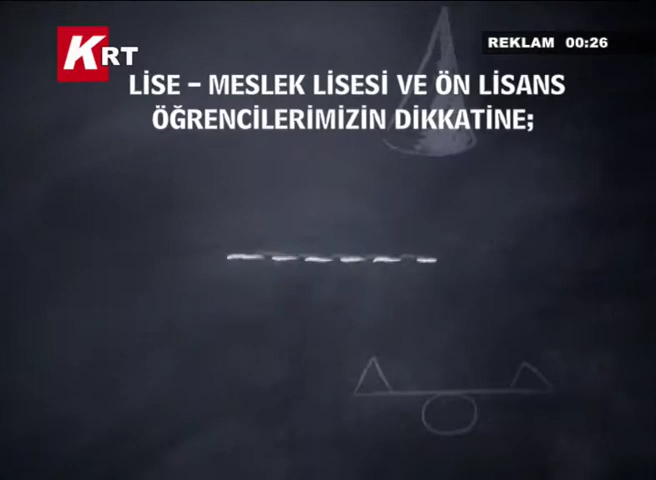 KRT
REKLAM 00:26
LİSE – MESLEK LİSESİ VE ÖN LİSANS
ÖĞRENCİLERİMİZİN DİKKATİNE;